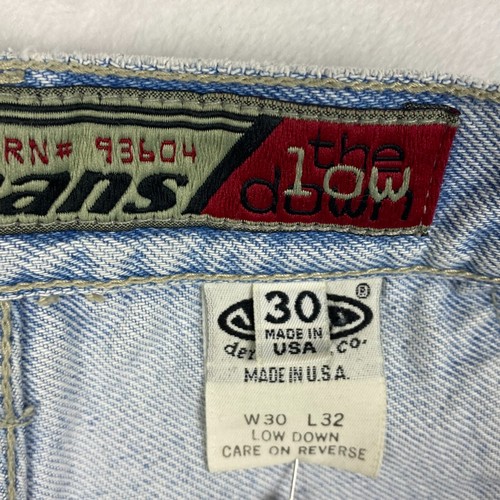 RN# 93604
eans
the
low
down
30
MADE IN
USA
®
MADE IN U.S.A.
W30 L32
LOW DOWN
CARE ON REVERSE